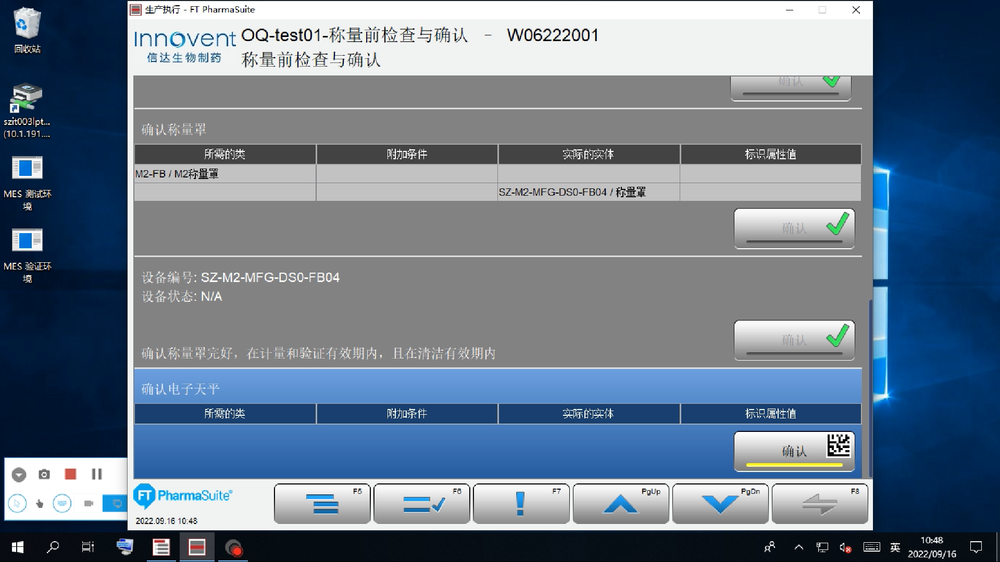 回收站
szit003lpt...
(10.1.191....
MES 测试环
境
MES 验证环
境
生产执行 - FT PharmaSuite
Innovent
信达生物制药
OQ-test01-称量前检查与确认 - W06222001
称量前检查与确认
确认
确认称量罩
所需的类 附加条件 实际的实体 标识属性值
M2-FB / M2称量罩
SZ-M2-MFG-DS0-FB04 / 称量罩
确认
设备编号: SZ-M2-MFG-DS0-FB04
设备状态: N/A
确认
确认称量罩完好，在计量和验证有效期内，且在清洁有效期内
确认电子天平
所需的类 附加条件 实际的实体 标识属性值
确认
FT PharmaSuite®
2022.09.16 10:48
F5 F6 F7 PgUp PgDn F8
英
10:48
2022/09/16